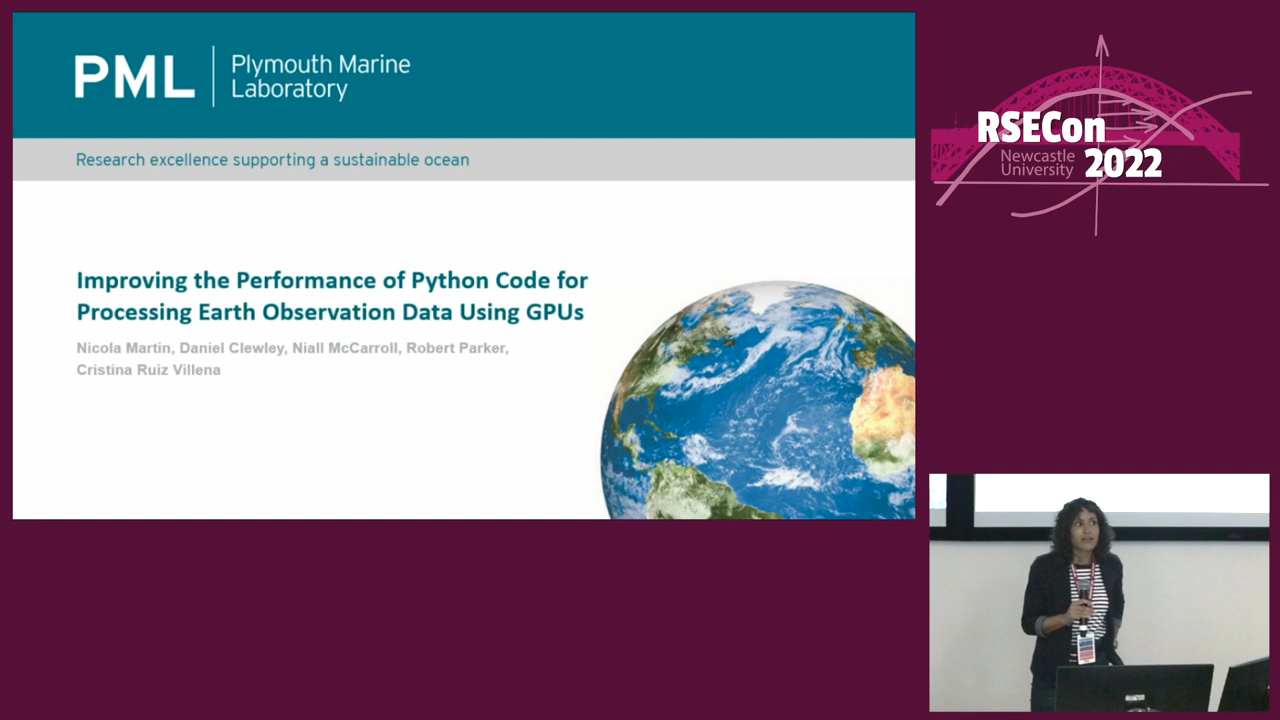 PML
Plymouth Marine
Laboratory
Research excellence supporting a sustainable ocean
Improving the Performance of Python Code for
Processing Earth Observation Data Using GPUs
Nicola Martin, Daniel Clewley, Niall McCarroll, Robert Parker,
Cristina Ruiz Villena
RSECon
Newcastle
University
2022